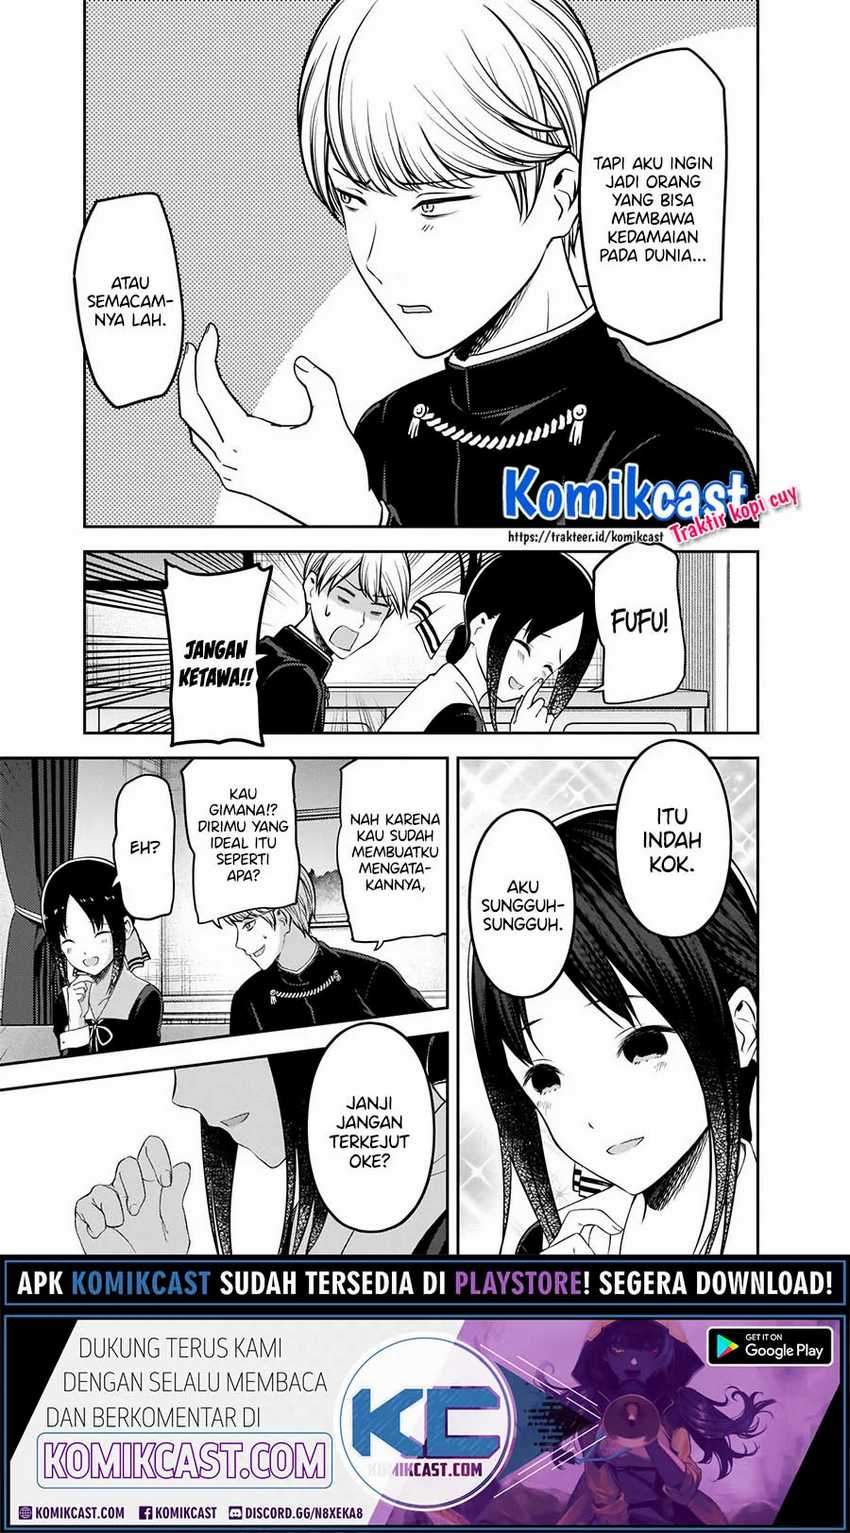 TAPI AKU INGIN
JADI ORANG
YANG BISA
MEMBAWA
KEDAMAIAN
PADA DUNIA...
ATAU
SEMACAM-
NYA LAH.
Komikcast
Traktir kopi cuy
https://trakteer.id/komikcast
FUFU!
JANGAN
KETAWA!!
ITU
INDAH
KOK.
AKU
SUNGGUH-
SUNGGUH.
NAH KARENA
KAU SUDAH
MEMBUATKU
MENGATA-
KANNYA,
KAU
GIMANA!?
DIRIMU YANG
IDEAL ITU
SEPERTI
APA?
EH?
JANJI
JANGAN
TERKEJUT
OKE?
APK KOMIKCAST SUDAH TERSEDIA DI PLAYSTORE! SEGERA DOWNLOAD!
DUKUNG TERUS KAMI
DENGAN SELALU MEMBACA
DAN BERKOMENTAR DI
KOMIKCAST.COM
KC
KOMIKCAST.COM
GET IT ON
Google Play
KOMIKCAST.COM
KOMIKCAST
DISCORD.GG/N8XEKA8